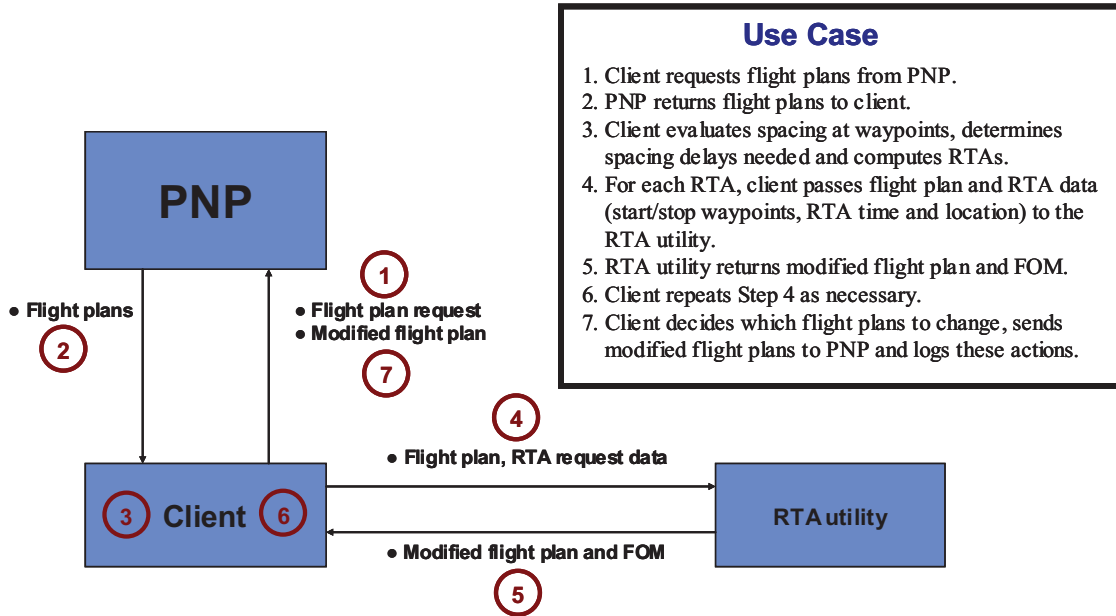 Use Case
1. Client requests flight plans from PNP.
2. PNP returns flight plans to client.
3. Client evaluates spacing at waypoints, determines
spacing delays needed and computes RTAs.
4. For each RTA, client passes flight plan and RTA data
(start/stop waypoints, RTA time and location) to the
RTA utility.
5. RTA utility returns modified flight plan and FOM.
6. Client repeats Step 4 as necessary.
7. Client decides which flight plans to change, sends
modified flight plans to PNP and logs these actions.
PNP
● Flight plans
2
1
● Flight plan request
● Modified flight plan
7
4
● Flight plan, RTA request data
3
Client
6
RTA utility
● Modified flight plan and FOM
5